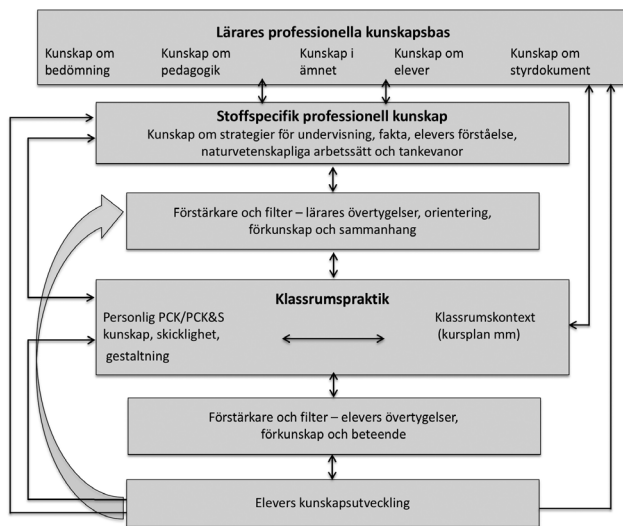 Lärares professionella kunskapsbas
Kunskap om bedömning
Kunskap om pedagogik
Kunskap i ämnet
Kunskap om elever
Kunskap om styrdokument
Stoffspecifik professionell kunskap
Kunskap om strategier för undervisning, fakta, elevers förståelse,
naturvetenskapliga arbetssätt och tankevanor
Förstärkare och filter – lärares övertygelser, orientering,
förkunskap och sammanhang
Klassrumspraktik
Personlig PCK/PCK&S
kunskap, skicklighet,
gestaltning
Klassrumskontext
(kursplan mm)
Förstärkare och filter – elevers övertygelser,
förkunskap och beteende
Elevers kunskapsutveckling